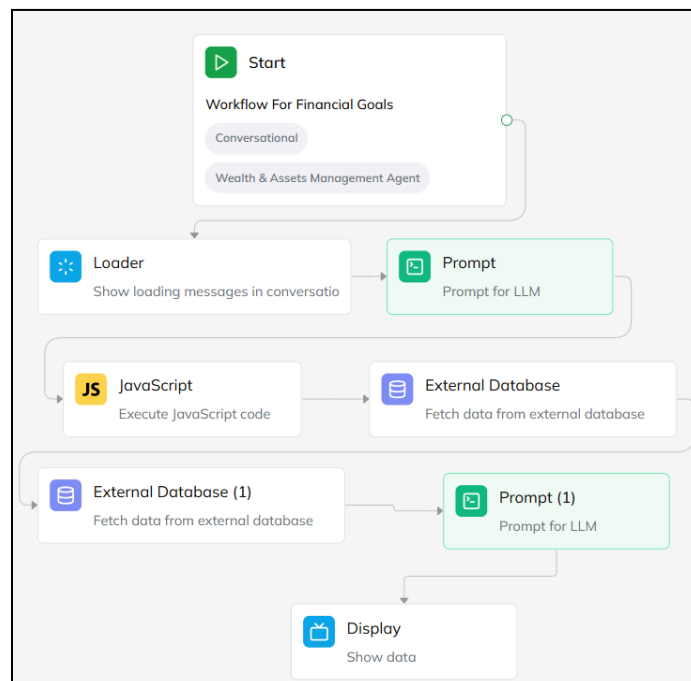 Start
Workflow For Financial Goals
Conversational
Wealth & Assets Management Agent
Loader
Show loading messages in conversatio
Prompt
Prompt for LLM
JS
JavaScript
Execute JavaScript code
External Database
Fetch data from external database
External Database (1)
Fetch data from external database
Prompt (1)
Prompt for LLM
Display
Show data